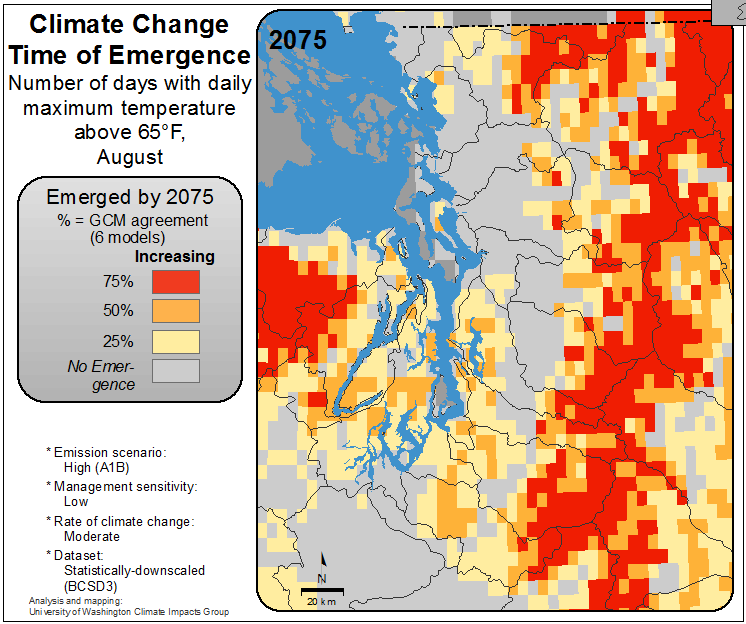 Climate Change
Time of Emergence
Number of days with daily
maximum temperature
above 65°F,
August
Emerged by 2075
% = GCM agreement
(6 models)
Increasing
75%
50%
25%
No Emer-
gence
* Emission scenario:
High (A1B)
* Management sensitivity:
Low
* Rate of climate change:
Moderate
* Dataset:
Statistically-downscaled
(BCSD3)
Analysis and mapping:
University of Washington Climate Impacts Group
2075
N
20 km